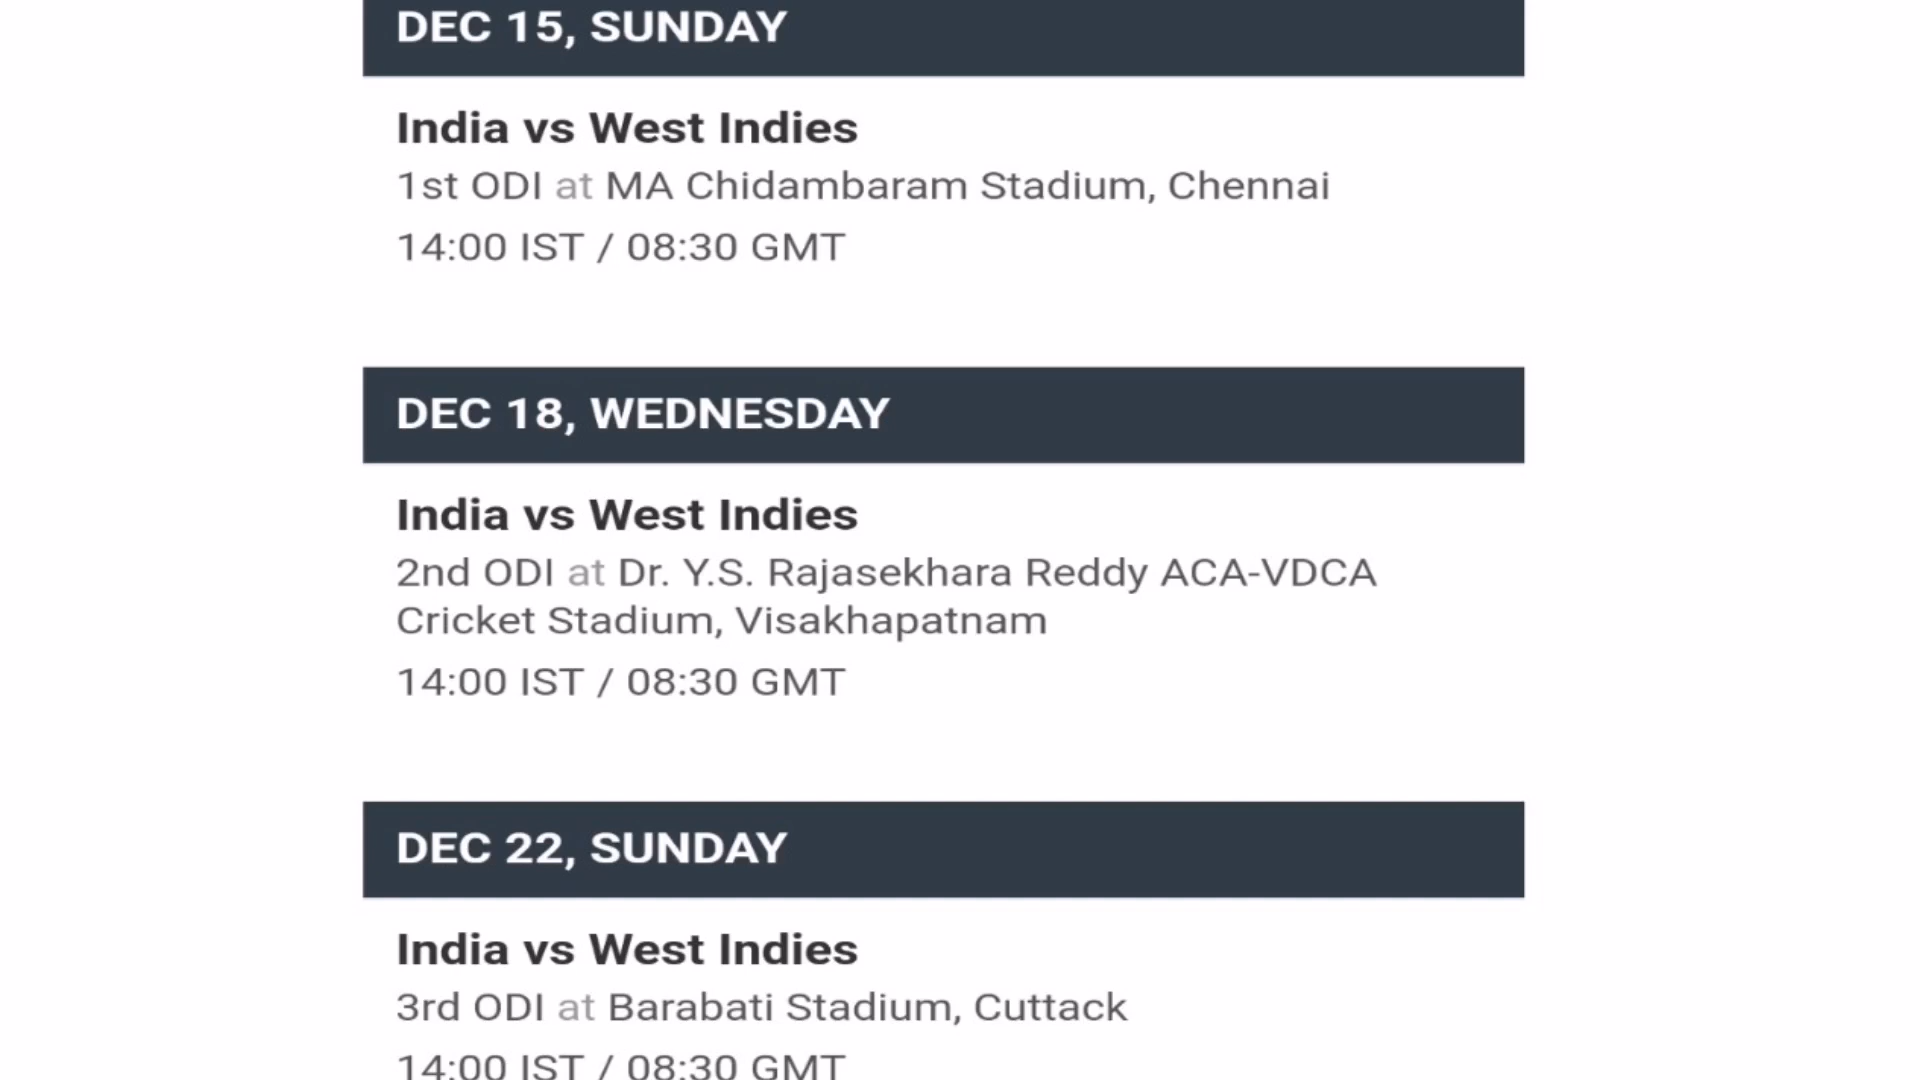 DEC 15, SUNDAY
India vs West Indies
1st ODI at MA Chidambaram Stadium, Chennai
14:00 IST / 08:30 GMT
DEC 18, WEDNESDAY
India vs West Indies
2nd ODI at Dr. Y.S. Rajasekhara Reddy ACA-VDCA
Cricket Stadium, Visakhapatnam
14:00 IST / 08:30 GMT
DEC 22, SUNDAY
India vs West Indies
3rd ODI at Barabati Stadium, Cuttack
14:00 IST / 08:30 GMT